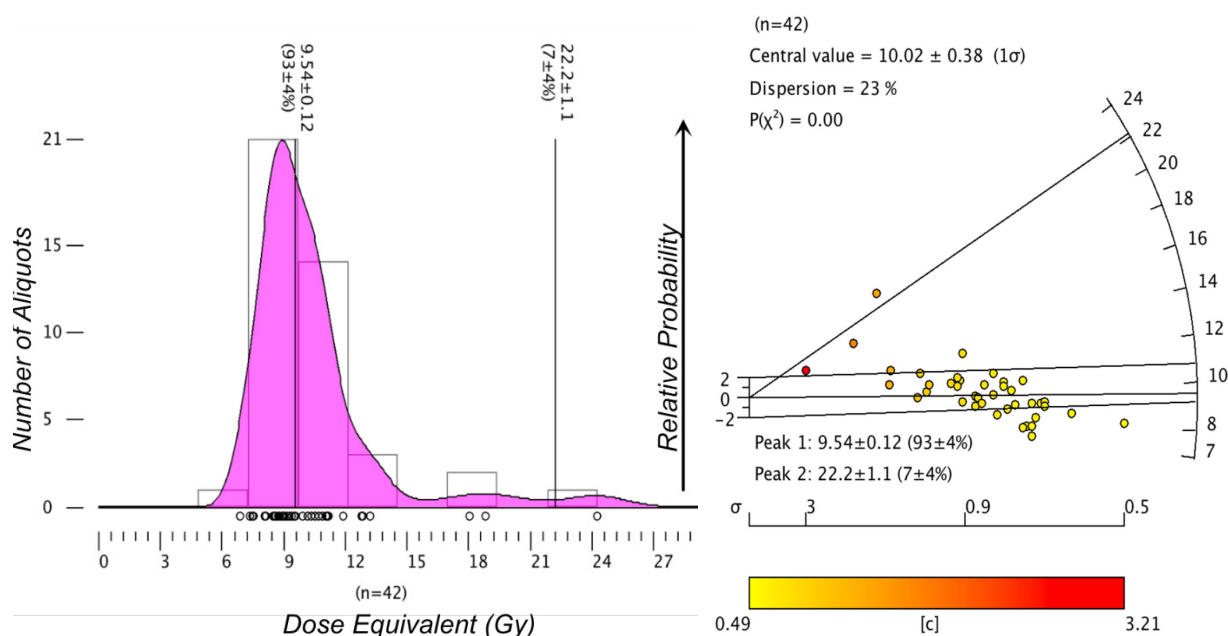 9.54±0.12
(93±4%)
22.2±1.1
(7±4%)
21
15
10
5
0
Number of Aliquots
Relative Probability
0 3 6 9 12 15 18 21 24 27
(n=42)
Dose Equivalent (Gy)
(n=42)
Central value = 10.02 ± 0.38 (1σ)
Dispersion = 23 %
P(χ²) = 0.00
24
22
20
18
16
14
12
10
8
7
2
0
−2
Peak 1: 9.54±0.12 (93±4%)
Peak 2: 22.2±1.1 (7±4%)
σ 3 0.9 0.5
0.49 [c] 3.21